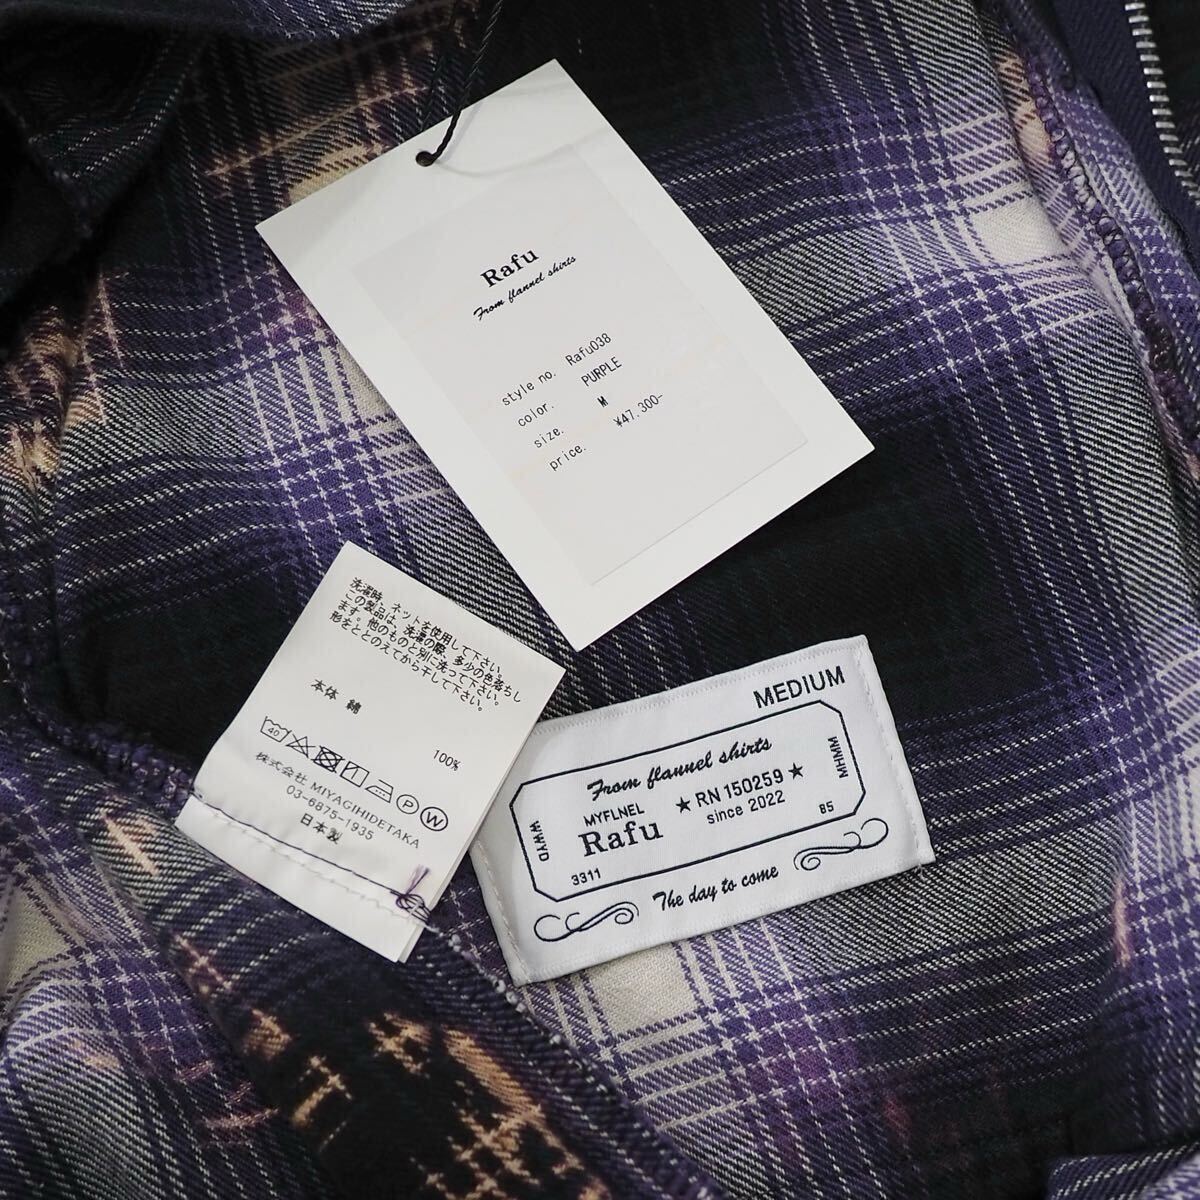 Rafu
From flannel shirts
style no. Rafu038
color. PURPLE
size. M
price. ¥47.300-
洗濯時、ネットを使用して下さい。
この製品は、洗濯の際、多少の色落ちし
ます。他のものと別に洗って下さい。
形をととのえてから干して下さい。
本体 綿 100%
40
P W
株式会社 MIYAGIHIDETAKA
03-6875-1935
日本製
MEDIUM
From flannel shirts
MYFLNEL
★ RN 150259 ★
Rafu
since 2022
WWYD
MHMM
3311
85
The day to come